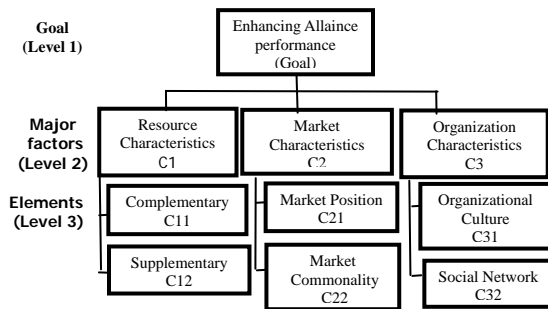 Goal
(Level 1)
Enhancing Allaince
performance
(Goal)
Major
factors
(Level 2)
Resource
Characteristics
C1
Market
Characteristics
C2
Organization
Characteristics
C3
Elements
(Level 3)
Complementary
C11
Market Position
C21
Organizational
Culture
C31
Supplementary
C12
Market
Commonality
C22
Social Network
C32